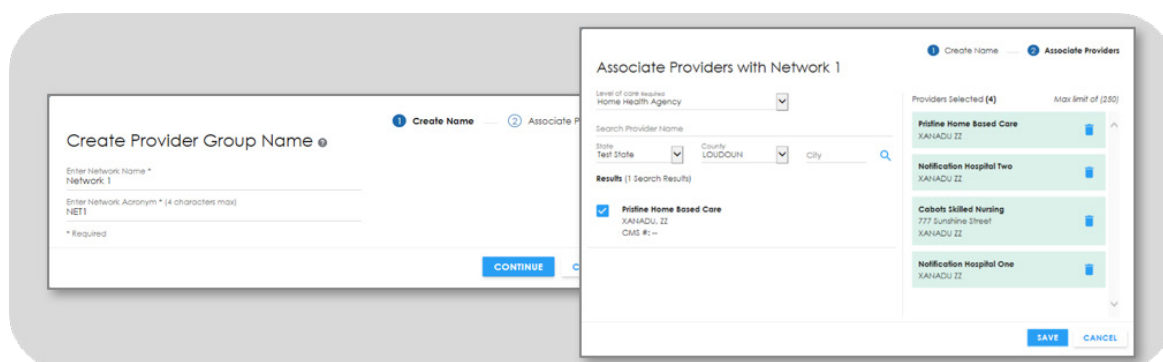 1 Create Name 2 Associate P
Create Provider Group Name ?
Enter Network Name *
Network 1
Enter Network Acronym * (4 characters max)
NET1
* Required
CONTINUE C
1 Create Name 2 Associate Providers
Associate Providers with Network 1
Level of care Required
Home Health Agency
Search Provider Name
State County
Test State LOUDOUN City
Results (1 Search Results)
Pristine Home Based Care
XANADU, ZZ
CMS #: --
Providers Selected (4) Max limit of (250)
Pristine Home Based Care
XANADU ZZ
Notification Hospital Two
XANADU ZZ
Cabots Skilled Nursing
777 Sunshine Street
XANADU ZZ
Notification Hospital One
XANADU ZZ
SAVE CANCEL